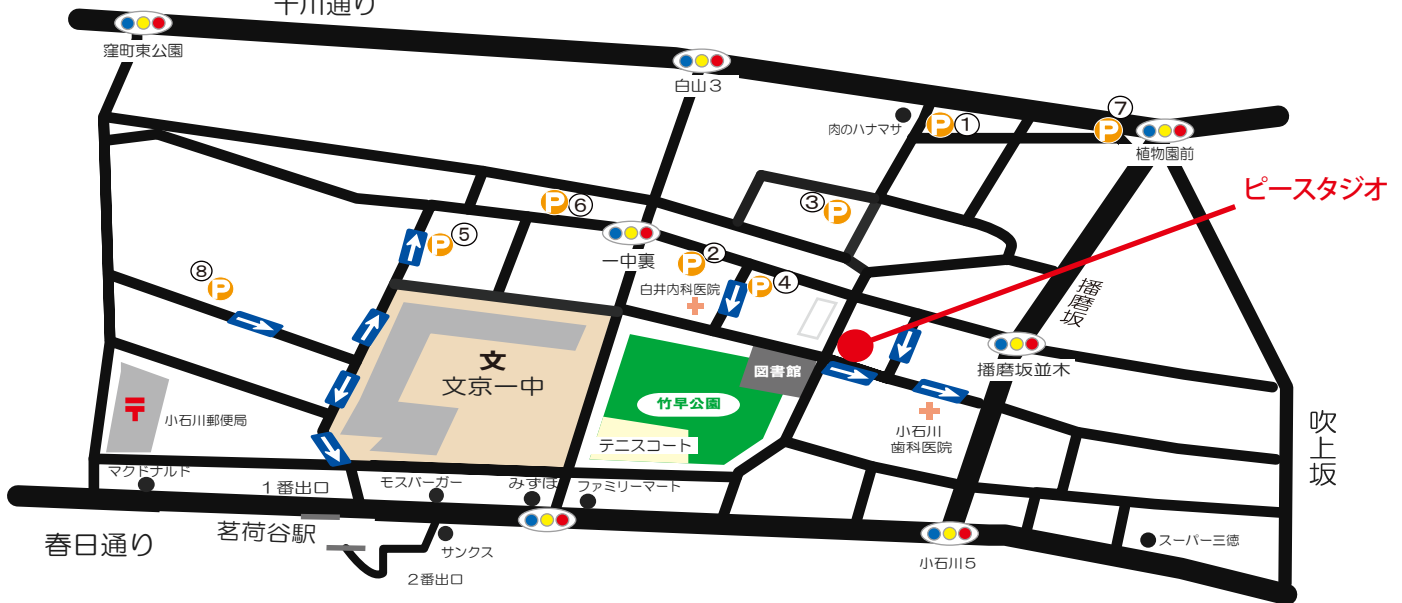 千川通り
窪町東公園
白山３
肉のハナマサ
P①
⑦
P
植物園前
ピースタジオ
③P
P⑥
⑤
P
一中裏
②
P
白井内科医院
P④
⑧
P
播磨坂
文
文京一中
図書館
竹早公園
テニスコート
播磨坂並木
小石川
歯科医院
吹上坂
〒
小石川郵便局
マクドナルド
１番出口
モスバーガー
みずほ
ファミリーマート
春日通り
茗荷谷駅
サンクス
２番出口
小石川５
スーパー三徳